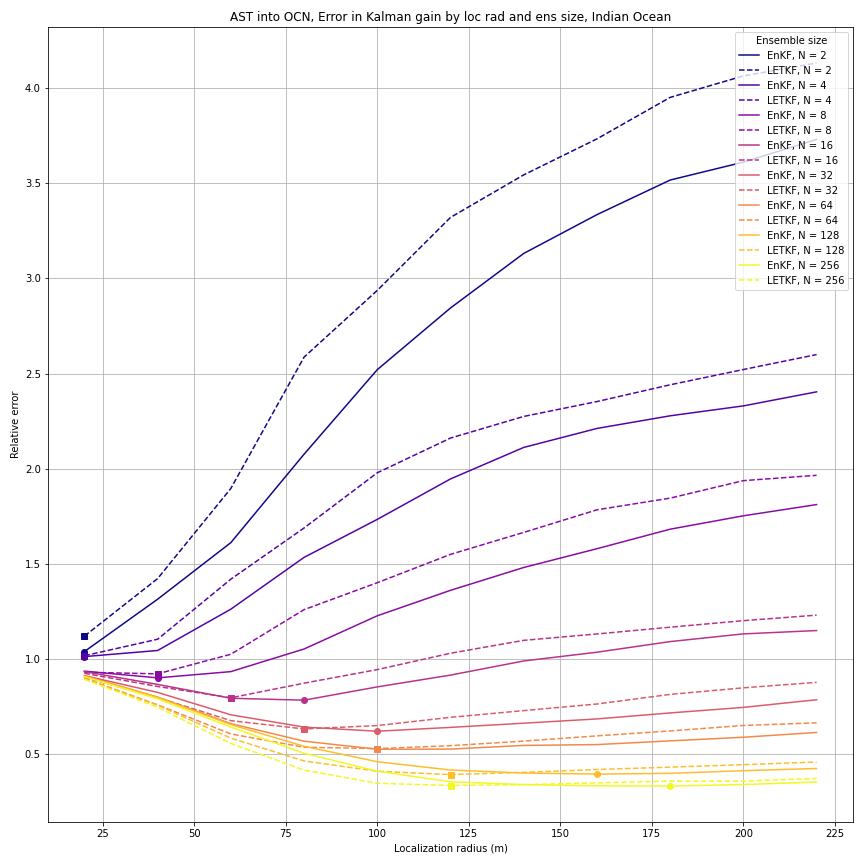 AST into OCN, Error in Kalman gain by loc rad and ens size, Indian Ocean
Ensemble size
EnKF, N = 2
LETKF, N = 2
EnKF, N = 4
LETKF, N = 4
EnKF, N = 8
LETKF, N = 8
EnKF, N = 16
LETKF, N = 16
EnKF, N = 32
LETKF, N = 32
EnKF, N = 64
LETKF, N = 64
EnKF, N = 128
LETKF, N = 128
EnKF, N = 256
LETKF, N = 256
Relative error
4.0
3.5
3.0
2.5
2.0
1.5
1.0
0.5
25 50 75 100 125 150 175 200 225
Localization radius (m)